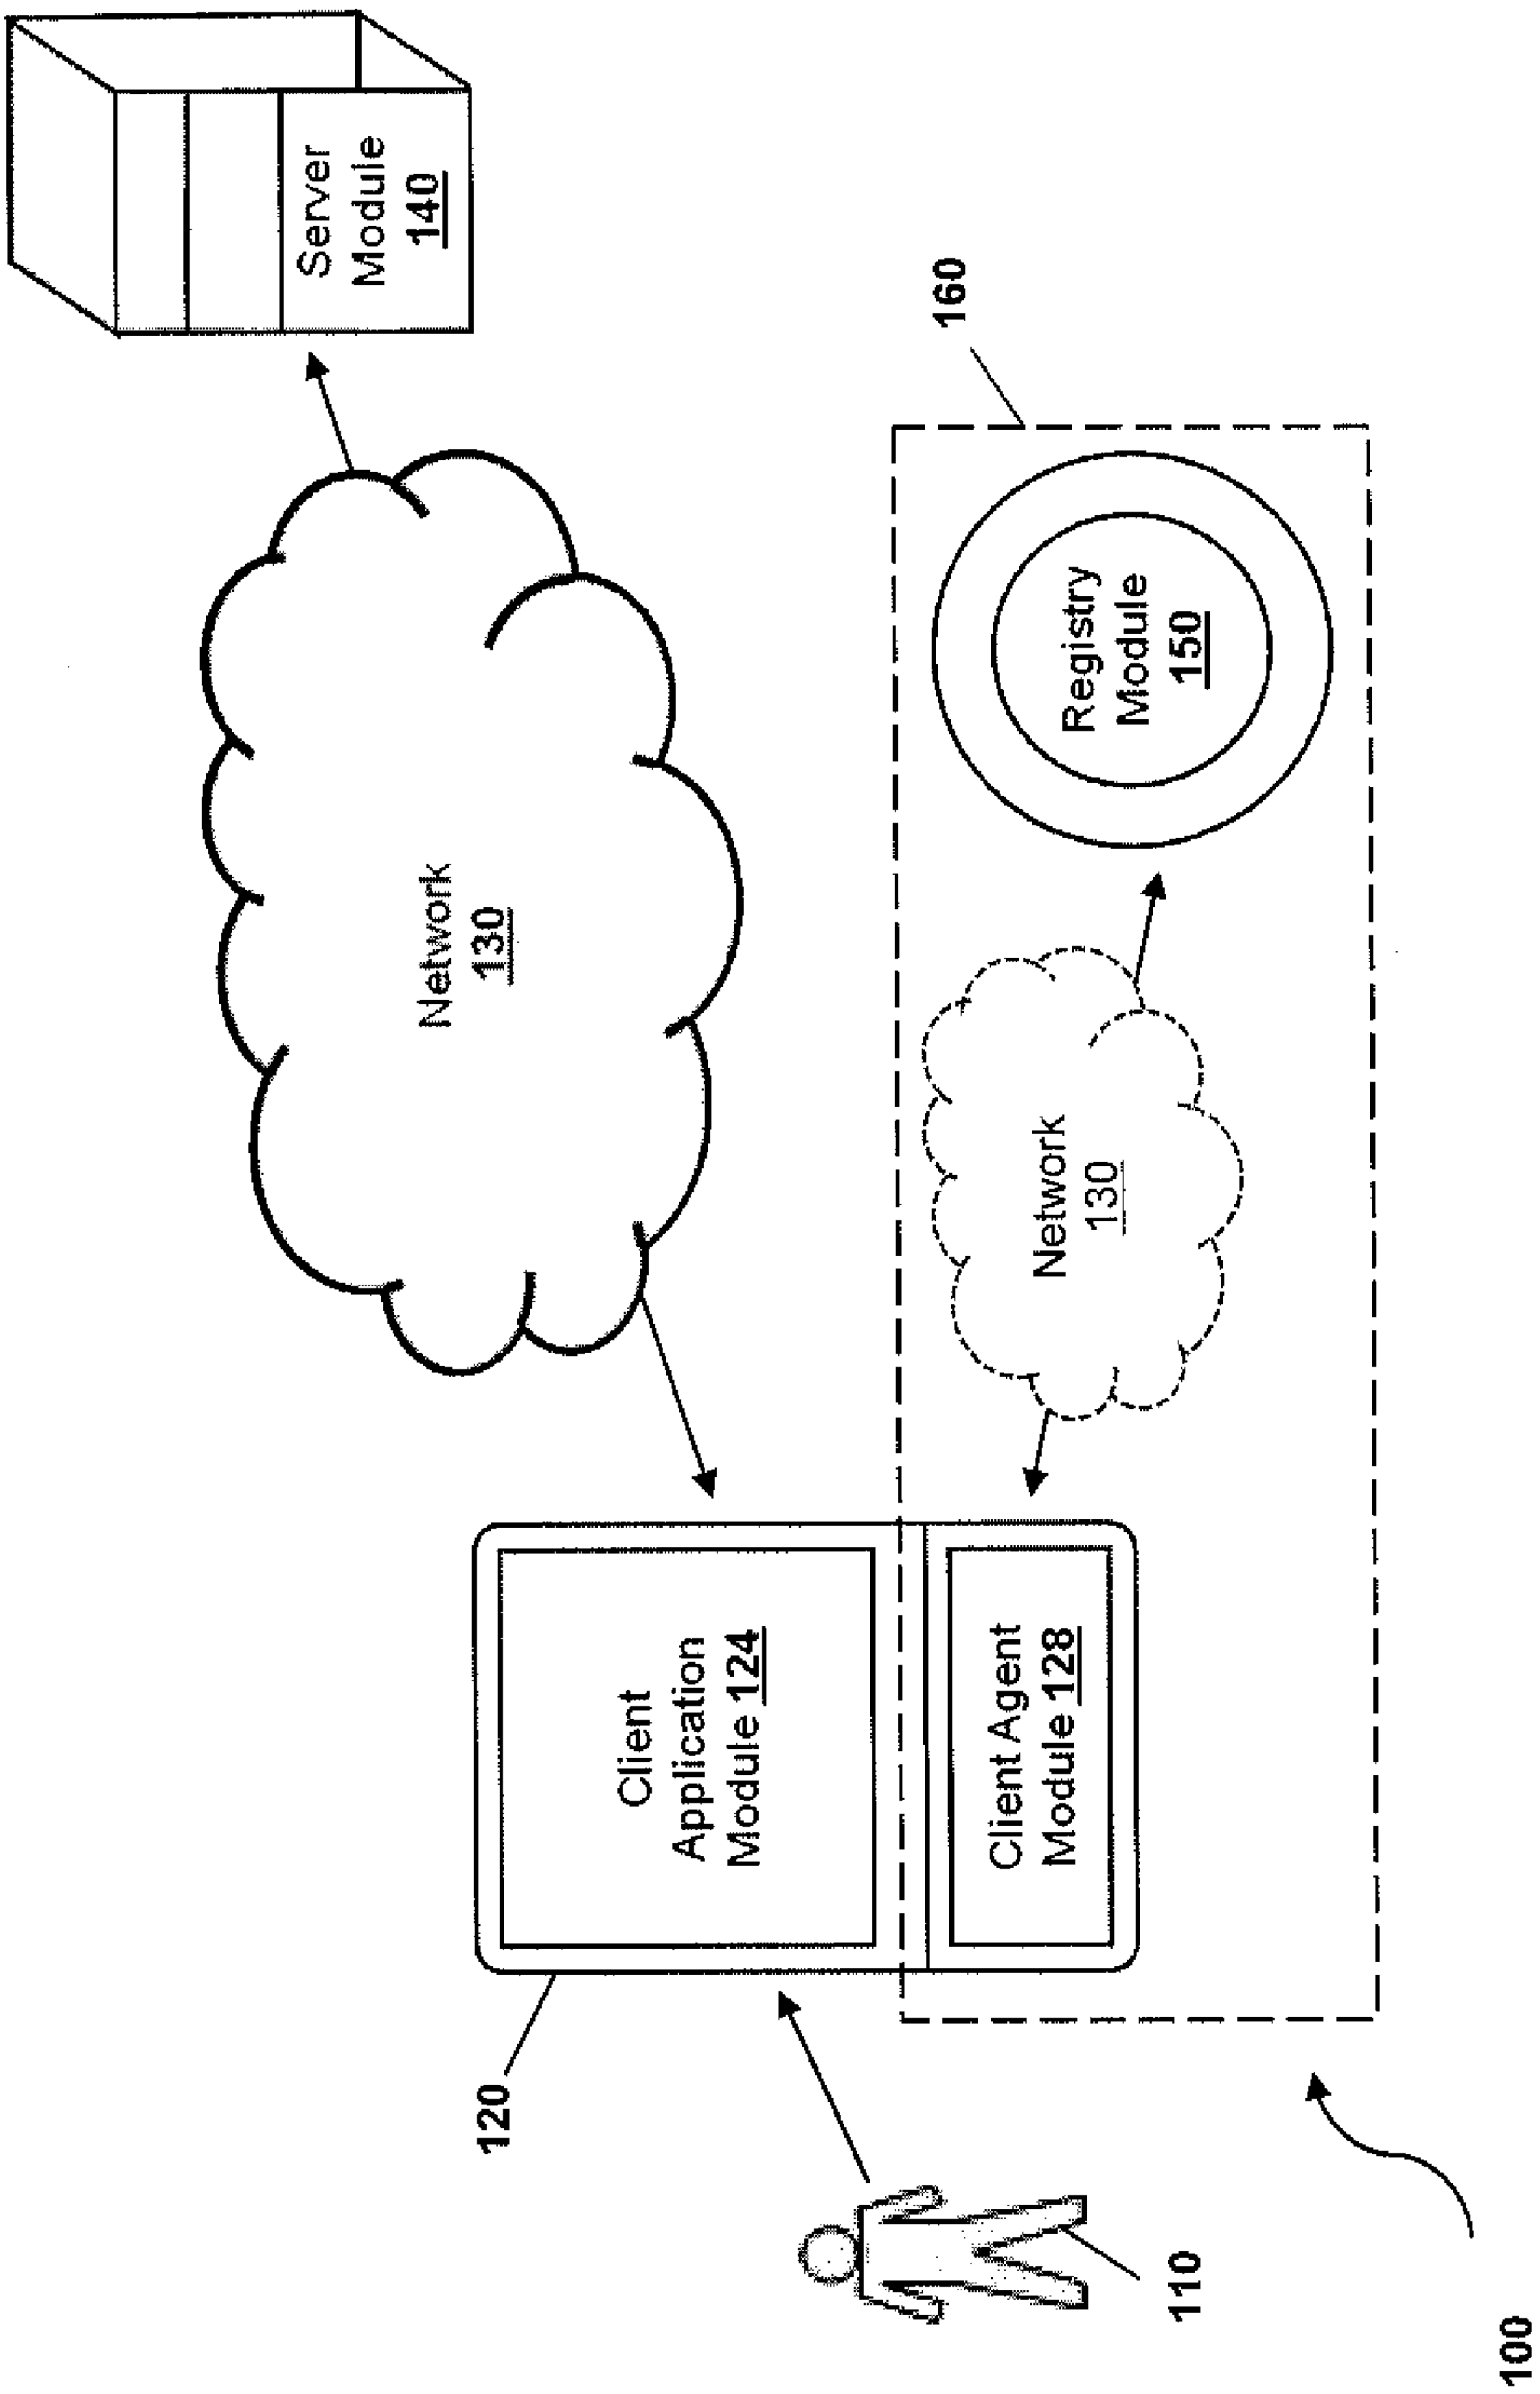 Server
Module
140
Network
130
160
Registry
Module
150
Network
130
120
Client
Application
Module 124
Client Agent
Module 128
110
100